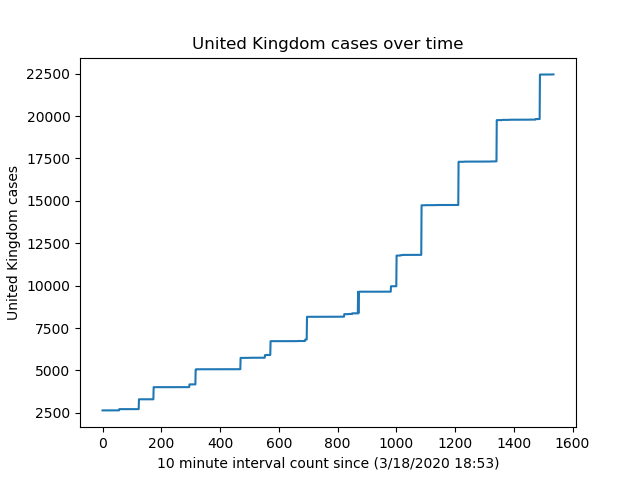 United Kingdom cases over time
United Kingdom cases
22500
20000
17500
15000
12500
10000
7500
5000
2500
0 200 400 600 800 1000 1200 1400 1600
10 minute interval count since (3/18/2020 18:53)